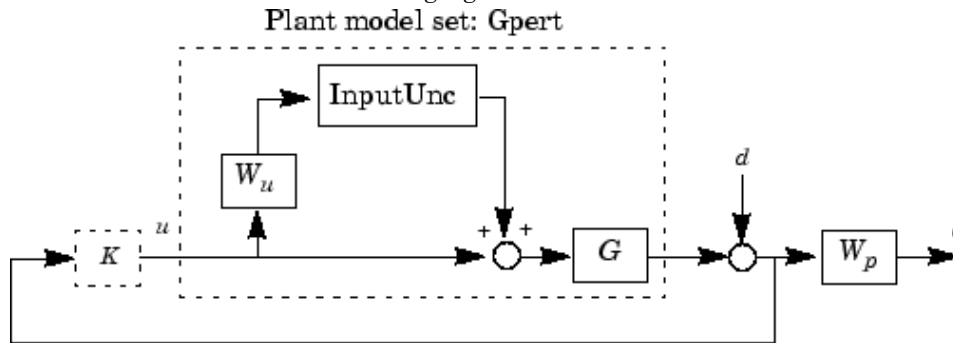 Plant model set: Gpert
InputUnc
W_u
d
u
+ +
K
G
W_p